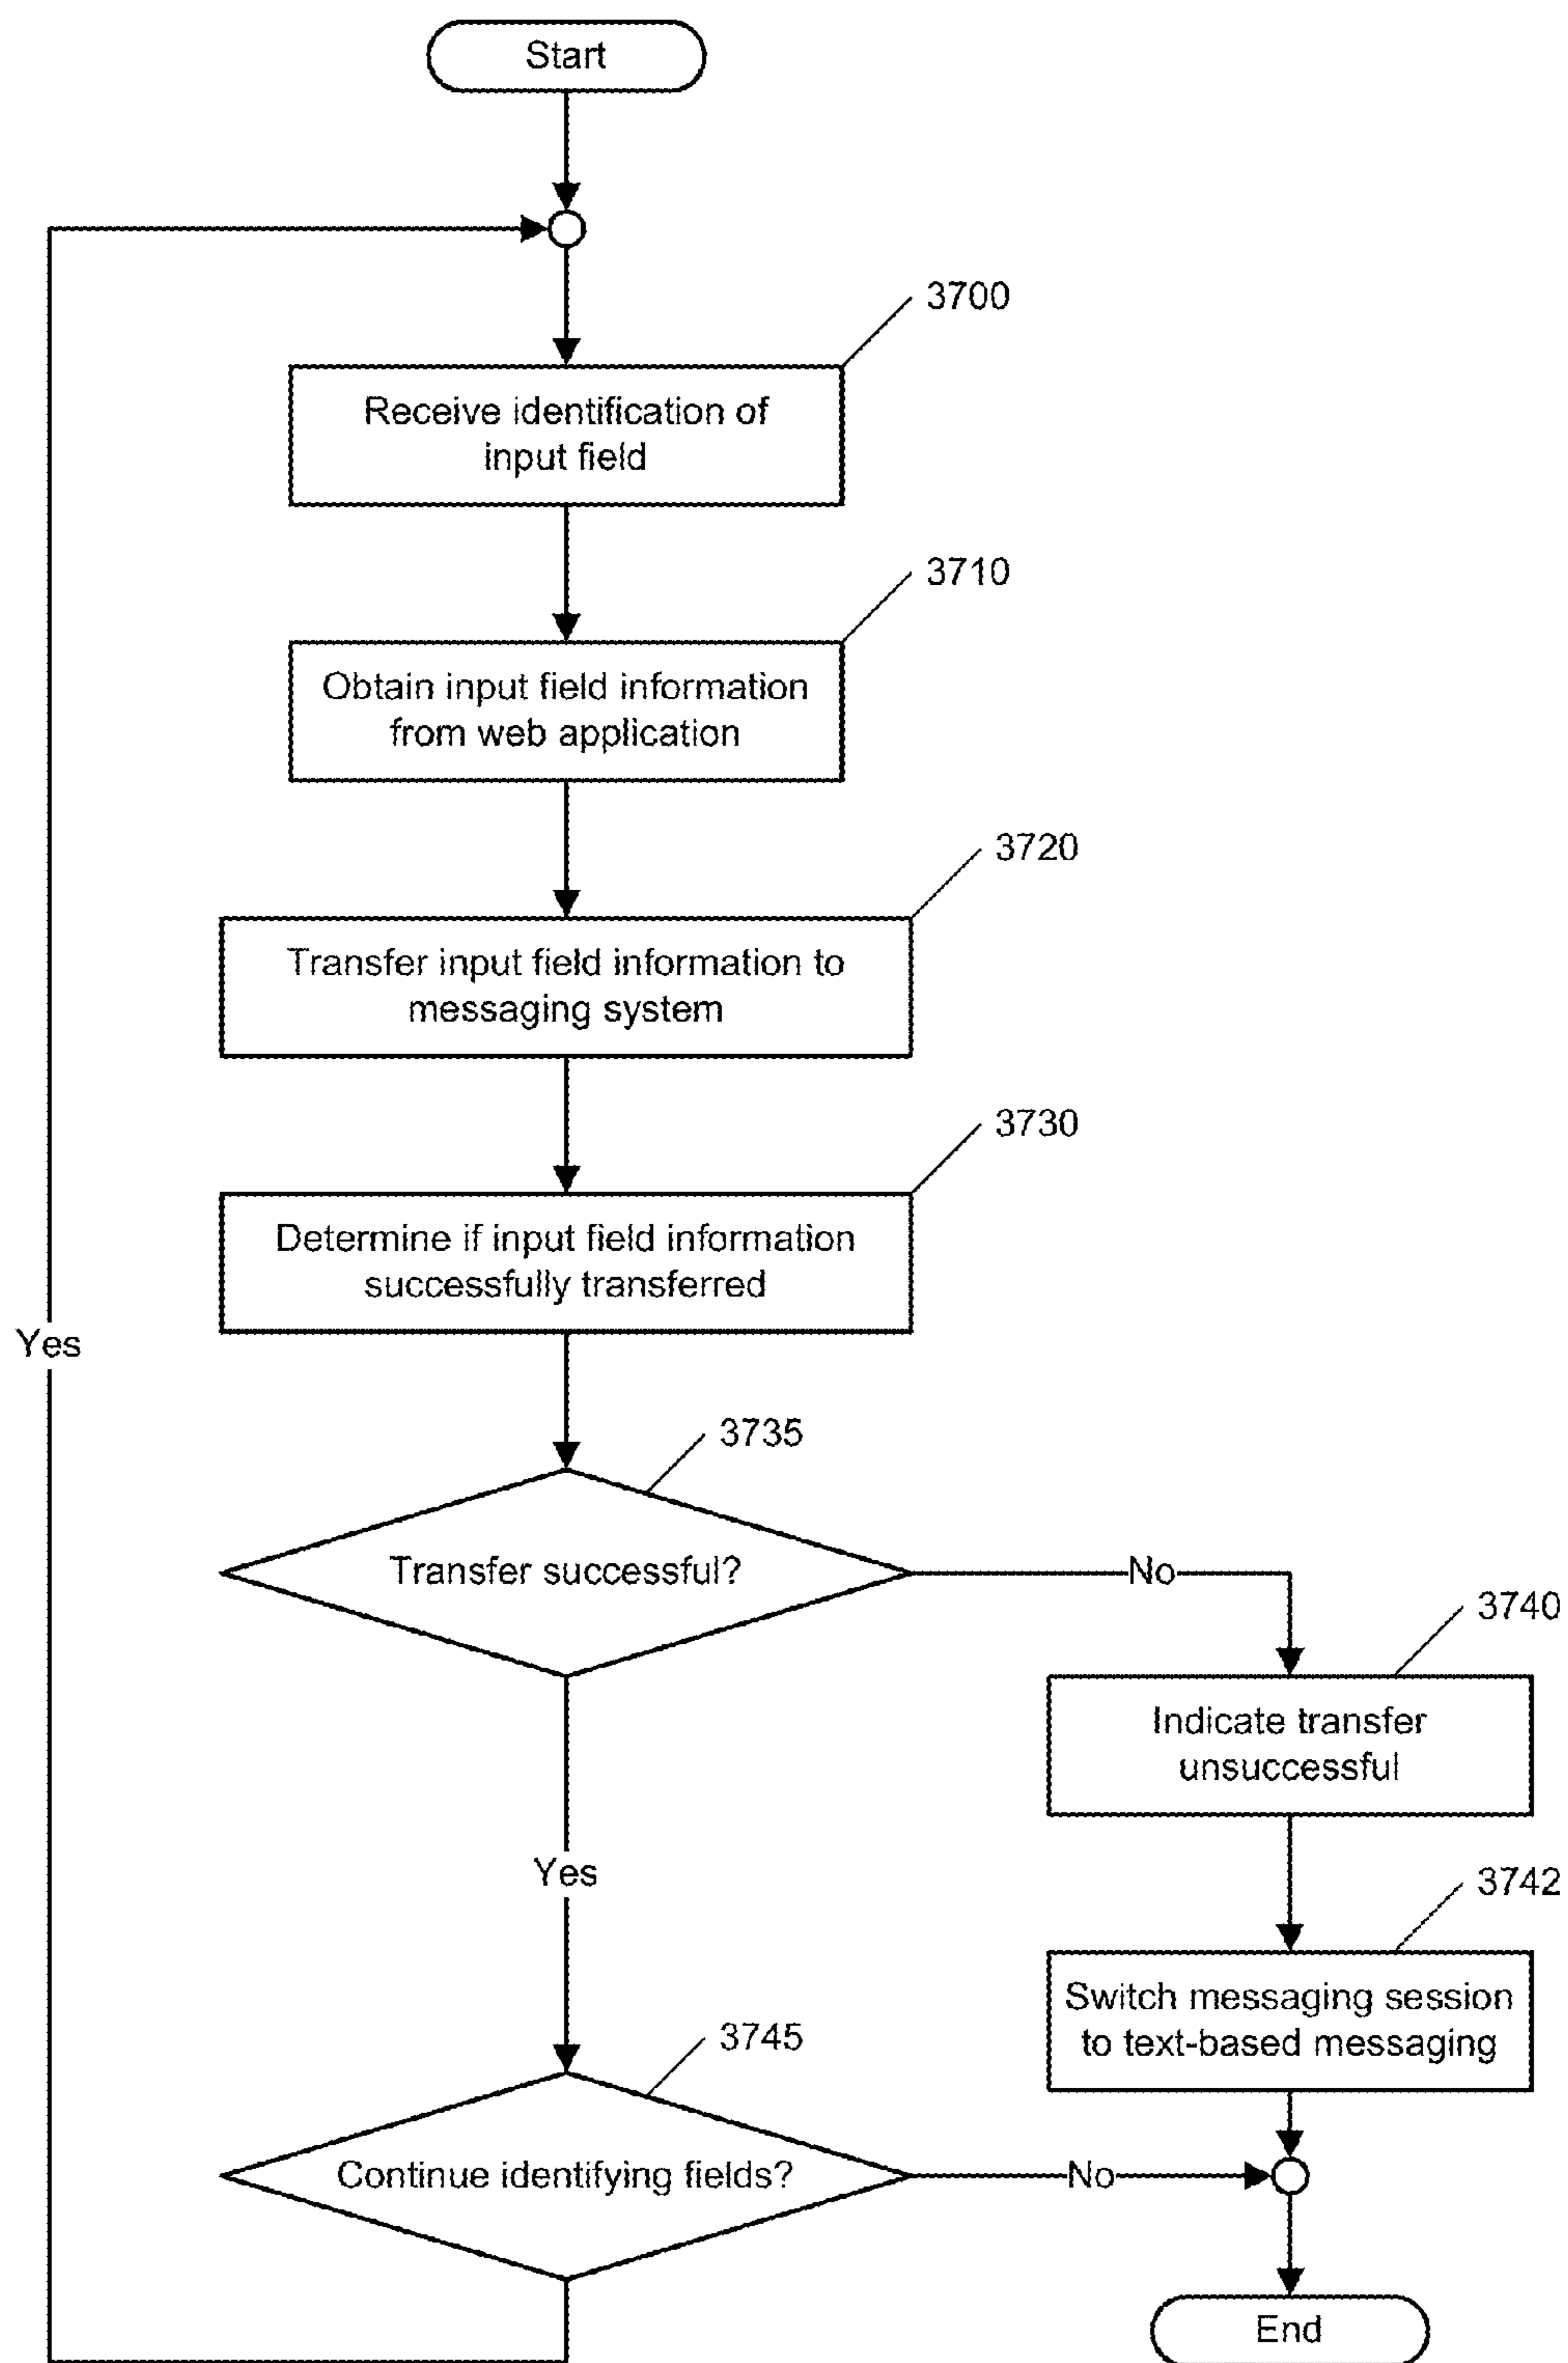 Start
3700
Receive identification of
input field
3710
Obtain input field information
from web application
3720
Transfer input field information to
messaging system
3730
Determine if input field information
successfully transferred
Yes
3735
Transfer successful?
No
3740
Indicate transfer
unsuccessful
Yes
3742
Switch messaging session
to text-based messaging
3745
Continue identifying fields?
No
End